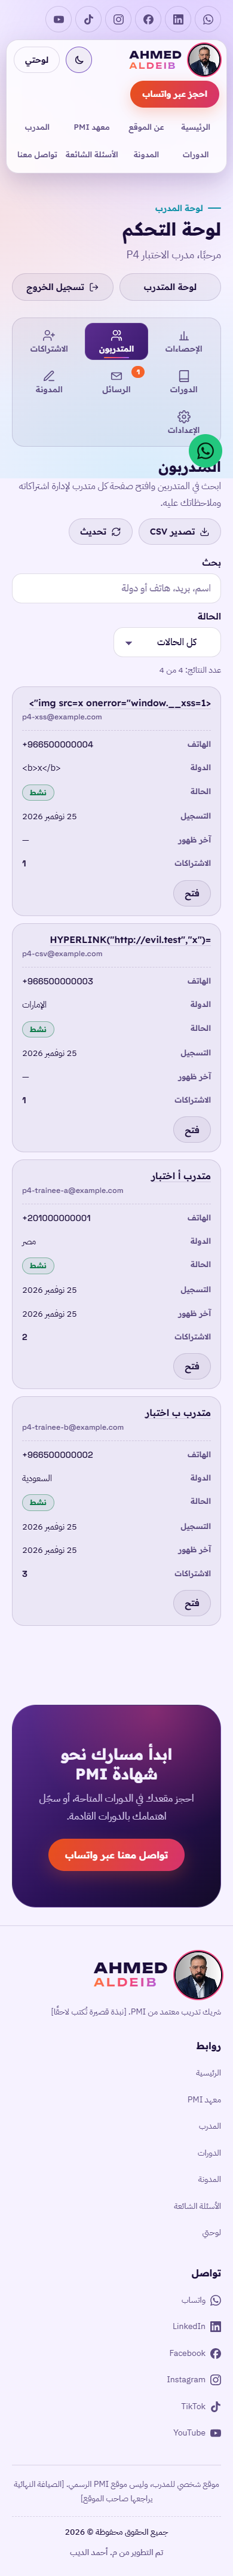 AHMED
ALDEIB
لوحتي
احجز عبر واتساب
الرئيسية
عن الموقع
معهد PMI
المدرب
الدورات
المدونة
الأسئلة الشائعة
تواصل معنا
لوحة المدرب
لوحة التحكم
مرحبًا، مدرب الاختبار P4
لوحة المتدرب
تسجيل الخروج
الإحصاءات
المتدربون
الاشتراكات
الدورات
الرسائل
1
المدونة
الإعدادات
المتدربون
ابحث في المتدربين وافتح صفحة كل متدرب لإدارة اشتراكاته
وملاحظاتك عليه.
تصدير CSV
تحديث
بحث
اسم، بريد، هاتف أو دولة
الحالة
كل الحالات
عدد النتائج: 4 من 4
<img src=x onerror="window.__xss=1">
p4-xss@example.com
الهاتف +966500000004
الدولة <b>x</b>
الحالة نشط
التسجيل 25 نوفمبر 2026
آخر ظهور —
الاشتراكات 1
فتح
=HYPERLINK("http://evil.test","x")
p4-csv@example.com
الهاتف +966500000003
الدولة الإمارات
الحالة نشط
التسجيل 25 نوفمبر 2026
آخر ظهور —
الاشتراكات 1
فتح
متدرب أ اختبار
p4-trainee-a@example.com
الهاتف +201000000001
الدولة مصر
الحالة نشط
التسجيل 25 نوفمبر 2026
آخر ظهور 25 نوفمبر 2026
الاشتراكات 2
فتح
متدرب ب اختبار
p4-trainee-b@example.com
الهاتف +966500000002
الدولة السعودية
الحالة نشط
التسجيل 25 نوفمبر 2026
آخر ظهور 25 نوفمبر 2026
الاشتراكات 3
فتح
ابدأ مسارك نحو
شهادة PMI
احجز مقعدك في الدورات المتاحة، أو سجّل
اهتمامك بالدورات القادمة.
تواصل معنا عبر واتساب
AHMED
ALDEIB
شريك تدريب معتمد من PMI. [نبذة قصيرة تُكتب لاحقًا]
روابط
الرئيسية
معهد PMI
المدرب
الدورات
المدونة
الأسئلة الشائعة
لوحتي
تواصل
واتساب
LinkedIn
Facebook
Instagram
TikTok
YouTube
موقع شخصي للمدرب، وليس موقع PMI الرسمي. [الصياغة النهائية
يراجعها صاحب الموقع]
جميع الحقوق محفوظة © 2026
تم التطوير من م. أحمد الديب